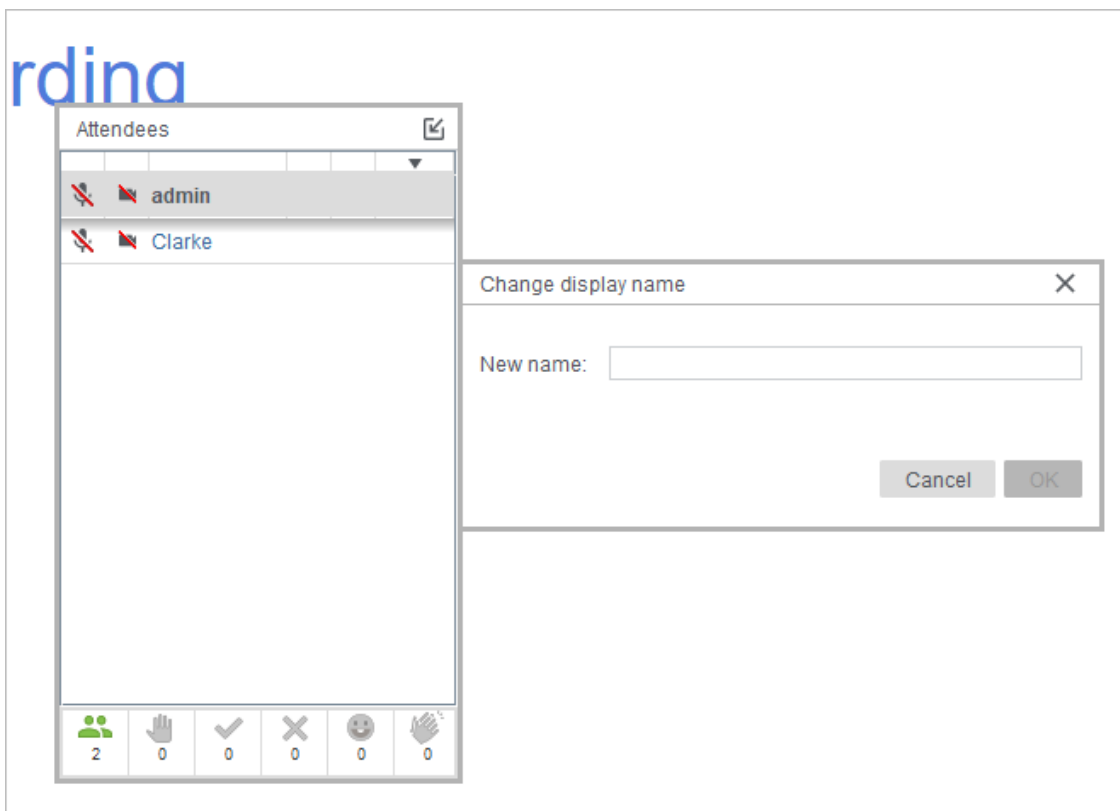 rding
Attendees
admin
Clarke
Change display name
New name:
Cancel OK
2 0 0 0 0 0